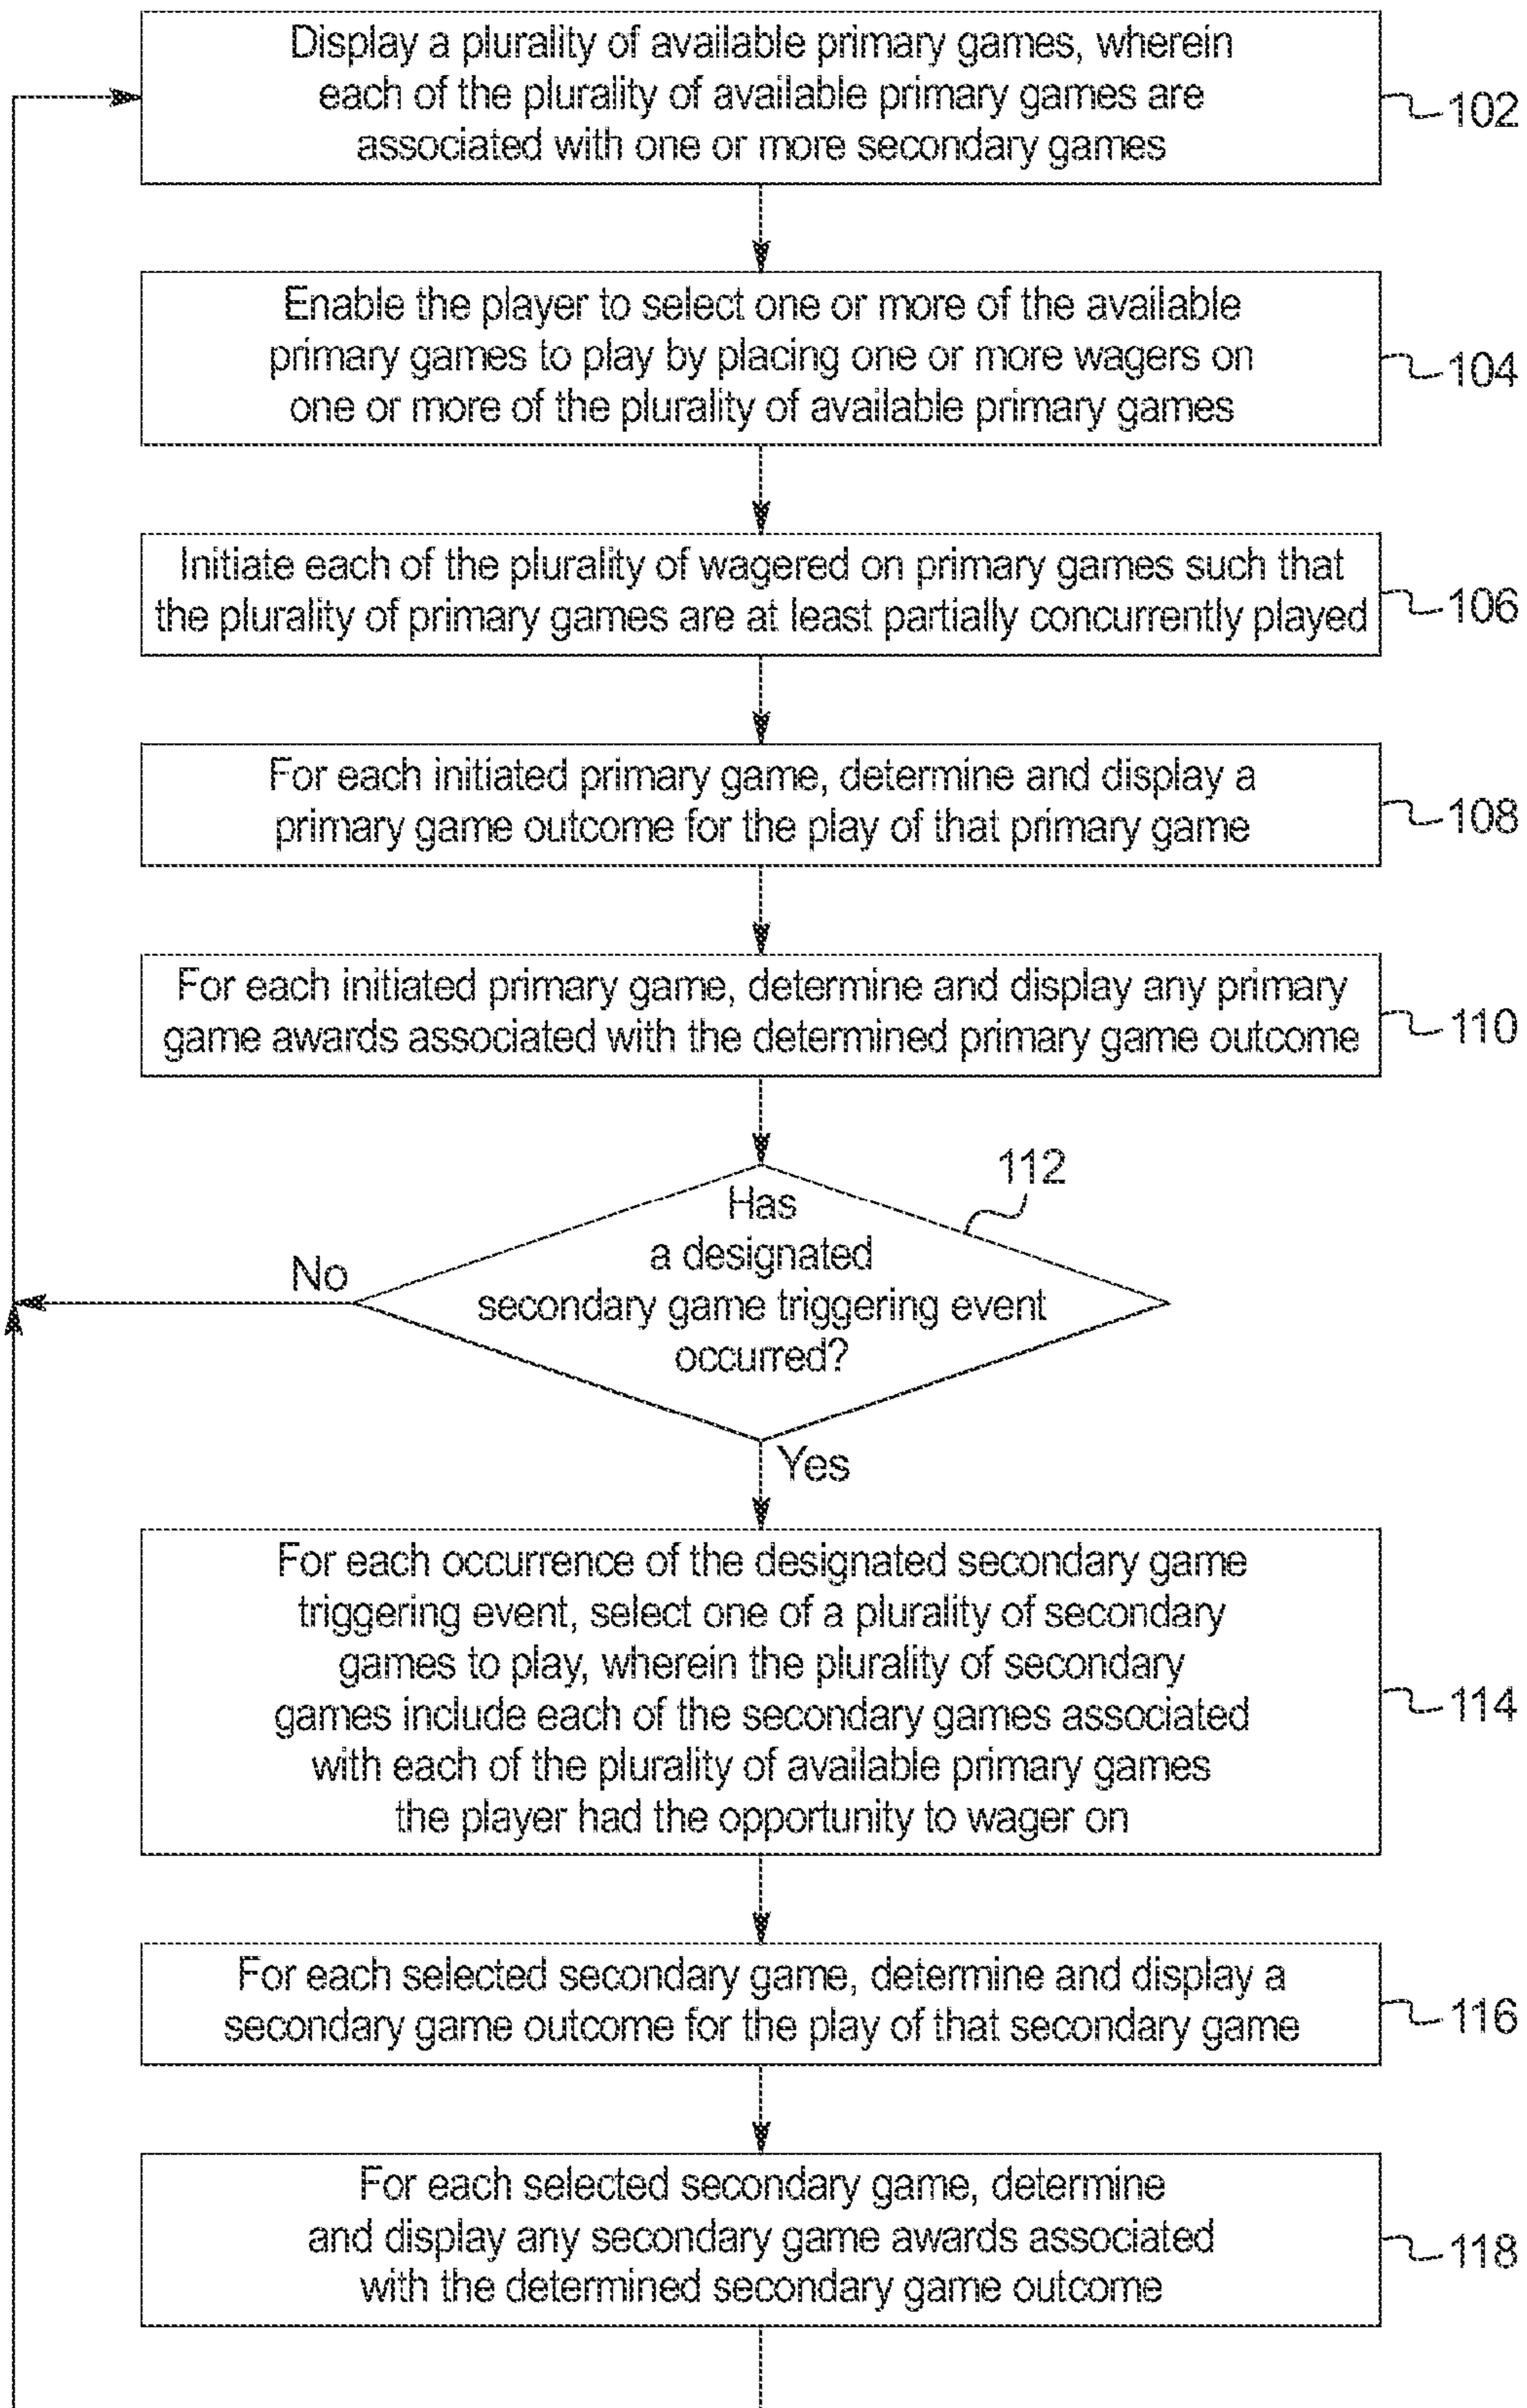 Display a plurality of available primary games, wherein
each of the plurality of available primary games are
associated with one or more secondary games
102
Enable the player to select one or more of the available
primary games to play by placing one or more wagers on
one or more of the plurality of available primary games
104
Initiate each of the plurality of wagered on primary games such that
the plurality of primary games are at least partially concurrently played
106
For each initiated primary game, determine and display a
primary game outcome for the play of that primary game
108
For each initiated primary game, determine and display any primary
game awards associated with the determined primary game outcome
110
112
Has
a designated
secondary game triggering event
occurred?
No
Yes
For each occurrence of the designated secondary game
triggering event, select one of a plurality of secondary
games to play, wherein the plurality of secondary
games include each of the secondary games associated
with each of the plurality of available primary games
the player had the opportunity to wager on
114
For each selected secondary game, determine and display a
secondary game outcome for the play of that secondary game
116
For each selected secondary game, determine
and display any secondary game awards associated
with the determined secondary game outcome
118